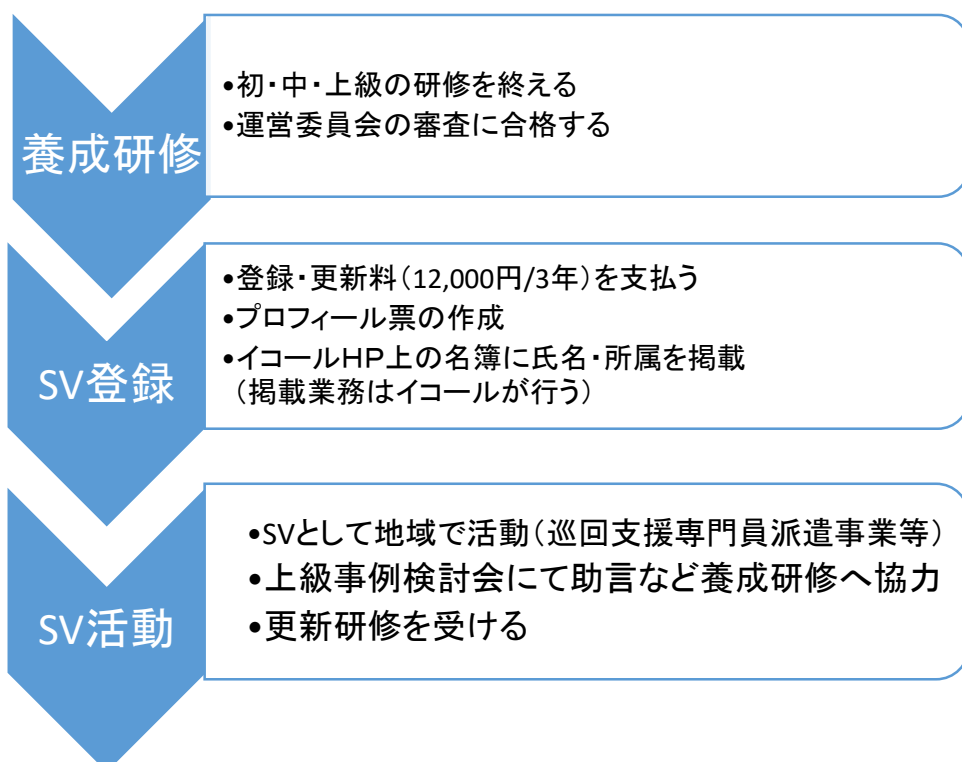 養成研修
•初・中・上級の研修を終える
•運営委員会の審査に合格する
SV登録
•登録・更新料（12,000円/3年）を支払う
•プロフィール票の作成
•イコールＨＰ上の名簿に氏名・所属を掲載
（掲載業務はイコールが行う）
SV活動
•SVとして地域で活動（巡回支援専門員派遣事業等）
•上級事例検討会にて助言など養成研修へ協力
•更新研修を受ける